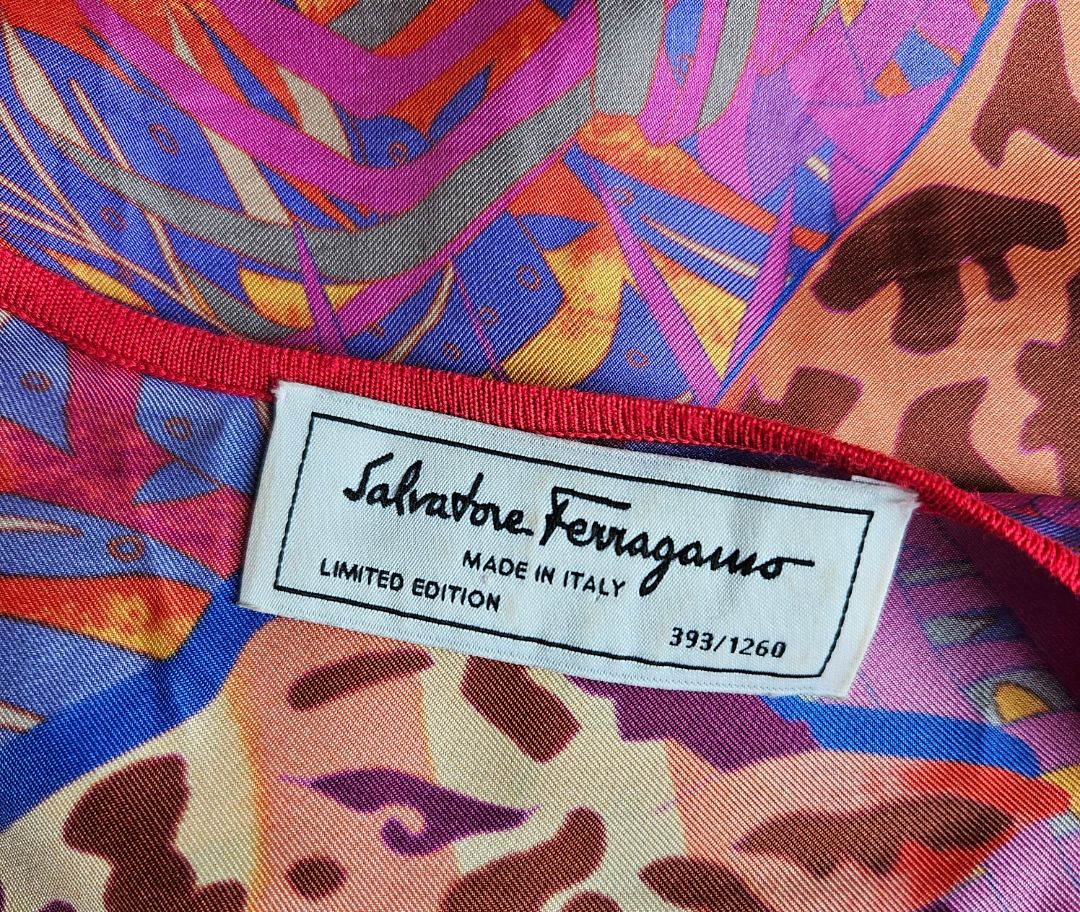 Salvatore Ferragamo
MADE IN ITALY
LIMITED EDITION
393/1260